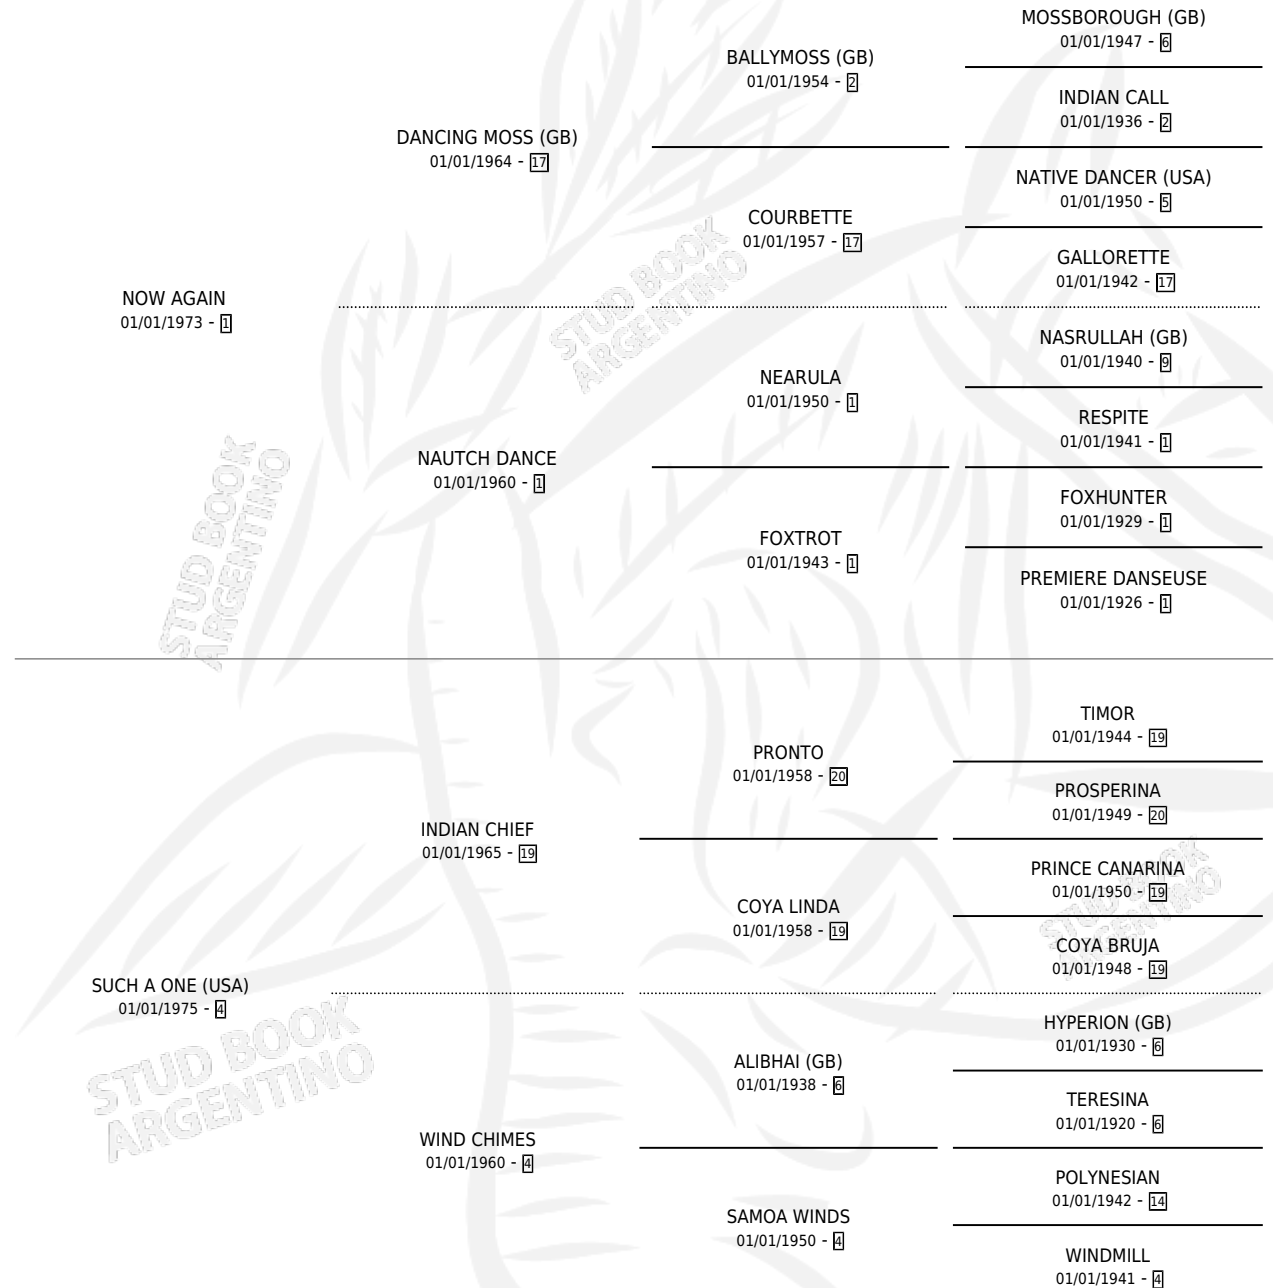 MOSSBOROUGH (GB)
01/01/1947 - 6
BALLYMOSS (GB)
01/01/1954 - 2
INDIAN CALL
01/01/1936 - 2
DANCING MOSS (GB)
01/01/1964 - 17
NATIVE DANCER (USA)
01/01/1950 - 5
COURBETTE
01/01/1957 - 17
GALLORETTE
01/01/1942 - 17
NOW AGAIN
01/01/1973 - 1
STUD BOOK
ARGENTINO
NASRULLAH (GB)
01/01/1940 - 9
NEARULA
01/01/1950 - 1
RESPITE
01/01/1941 - 1
NAUTCH DANCE
01/01/1960 - 1
FOXHUNTER
01/01/1929 - 1
FOXTROT
01/01/1943 - 1
PREMIERE DANSEUSE
01/01/1926 - 1
STUD BOOK
ARGENTINO
TIMOR
01/01/1944 - 19
PRONTO
01/01/1958 - 20
PROSPERINA
01/01/1949 - 20
INDIAN CHIEF
01/01/1965 - 19
PRINCE CANARINA
01/01/1950 - 19
COYA LINDA
01/01/1958 - 19
STUD BOOK
ARGENTINO
COYA BRUJA
01/01/1948 - 19
SUCH A ONE (USA)
01/01/1975 - 4
STUD BOOK
ARGENTINO
HYPERION (GB)
01/01/1930 - 6
ALIBHAI (GB)
01/01/1938 - 6
TERESINA
01/01/1920 - 6
WIND CHIMES
01/01/1960 - 4
POLYNESIAN
01/01/1942 - 14
SAMOA WINDS
01/01/1950 - 4
WINDMILL
01/01/1941 - 4